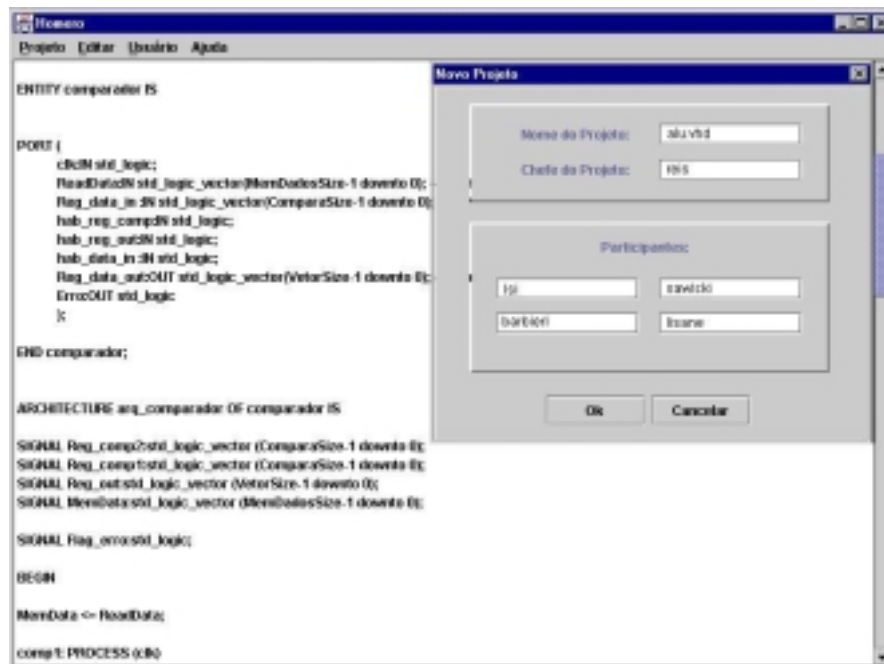 Homero
Projeto Editar Usuário Ajuda
ENTITY comparador IS
PORT (
clk:IN std_logic;
ReadData:IN std_logic_vector(MemDadosSize-1 downto 0);
Reg_data_in :IN std_logic_vector(ComparaSize-1 downto 0);
hab_reg_comp:IN std_logic;
hab_reg_out:IN std_logic;
hab_data_in :IN std_logic;
Reg_data_out:OUT std_logic_vector(VetorSize-1 downto 0);
Erro:OUT std_logic
);
END comparador;
ARCHITECTURE arq_comparador OF comparador IS
SIGNAL Reg_comp2:std_logic_vector (ComparaSize-1 downto 0);
SIGNAL Reg_comp1:std_logic_vector (ComparaSize-1 downto 0);
SIGNAL Reg_out:std_logic_vector (VetorSize-1 downto 0);
SIGNAL MemData:std_logic_vector (MemDadosSize-1 downto 0);
SIGNAL Flag_erro:std_logic;
BEGIN
MemData <= ReadData;
comp1: PROCESS (clk)
Novo Projeto
Nome do Projeto: alu.vhd
Chefe do Projeto: reis
Participantes:
sawicki
barbieri lisane
Ok Cancelar